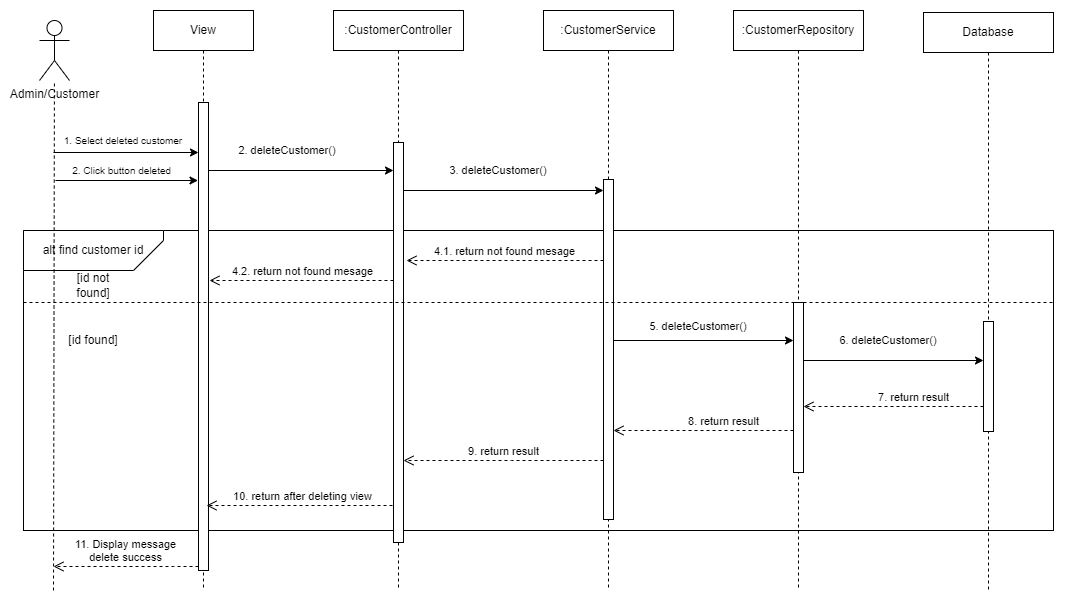 View
:CustomerController
:CustomerService
:CustomerRepository
Database
Admin/Customer
1. Select deleted customer
2. deleteCustomer()
2. Click button deleted
3. deleteCustomer()
alt find customer id
4.1. return not found mesage
4.2. return not found mesage
[id not
found]
5. deleteCustomer()
[id found]
6. deleteCustomer()
7. return result
8. return result
9. return result
10. return after deleting view
11. Display message
delete success